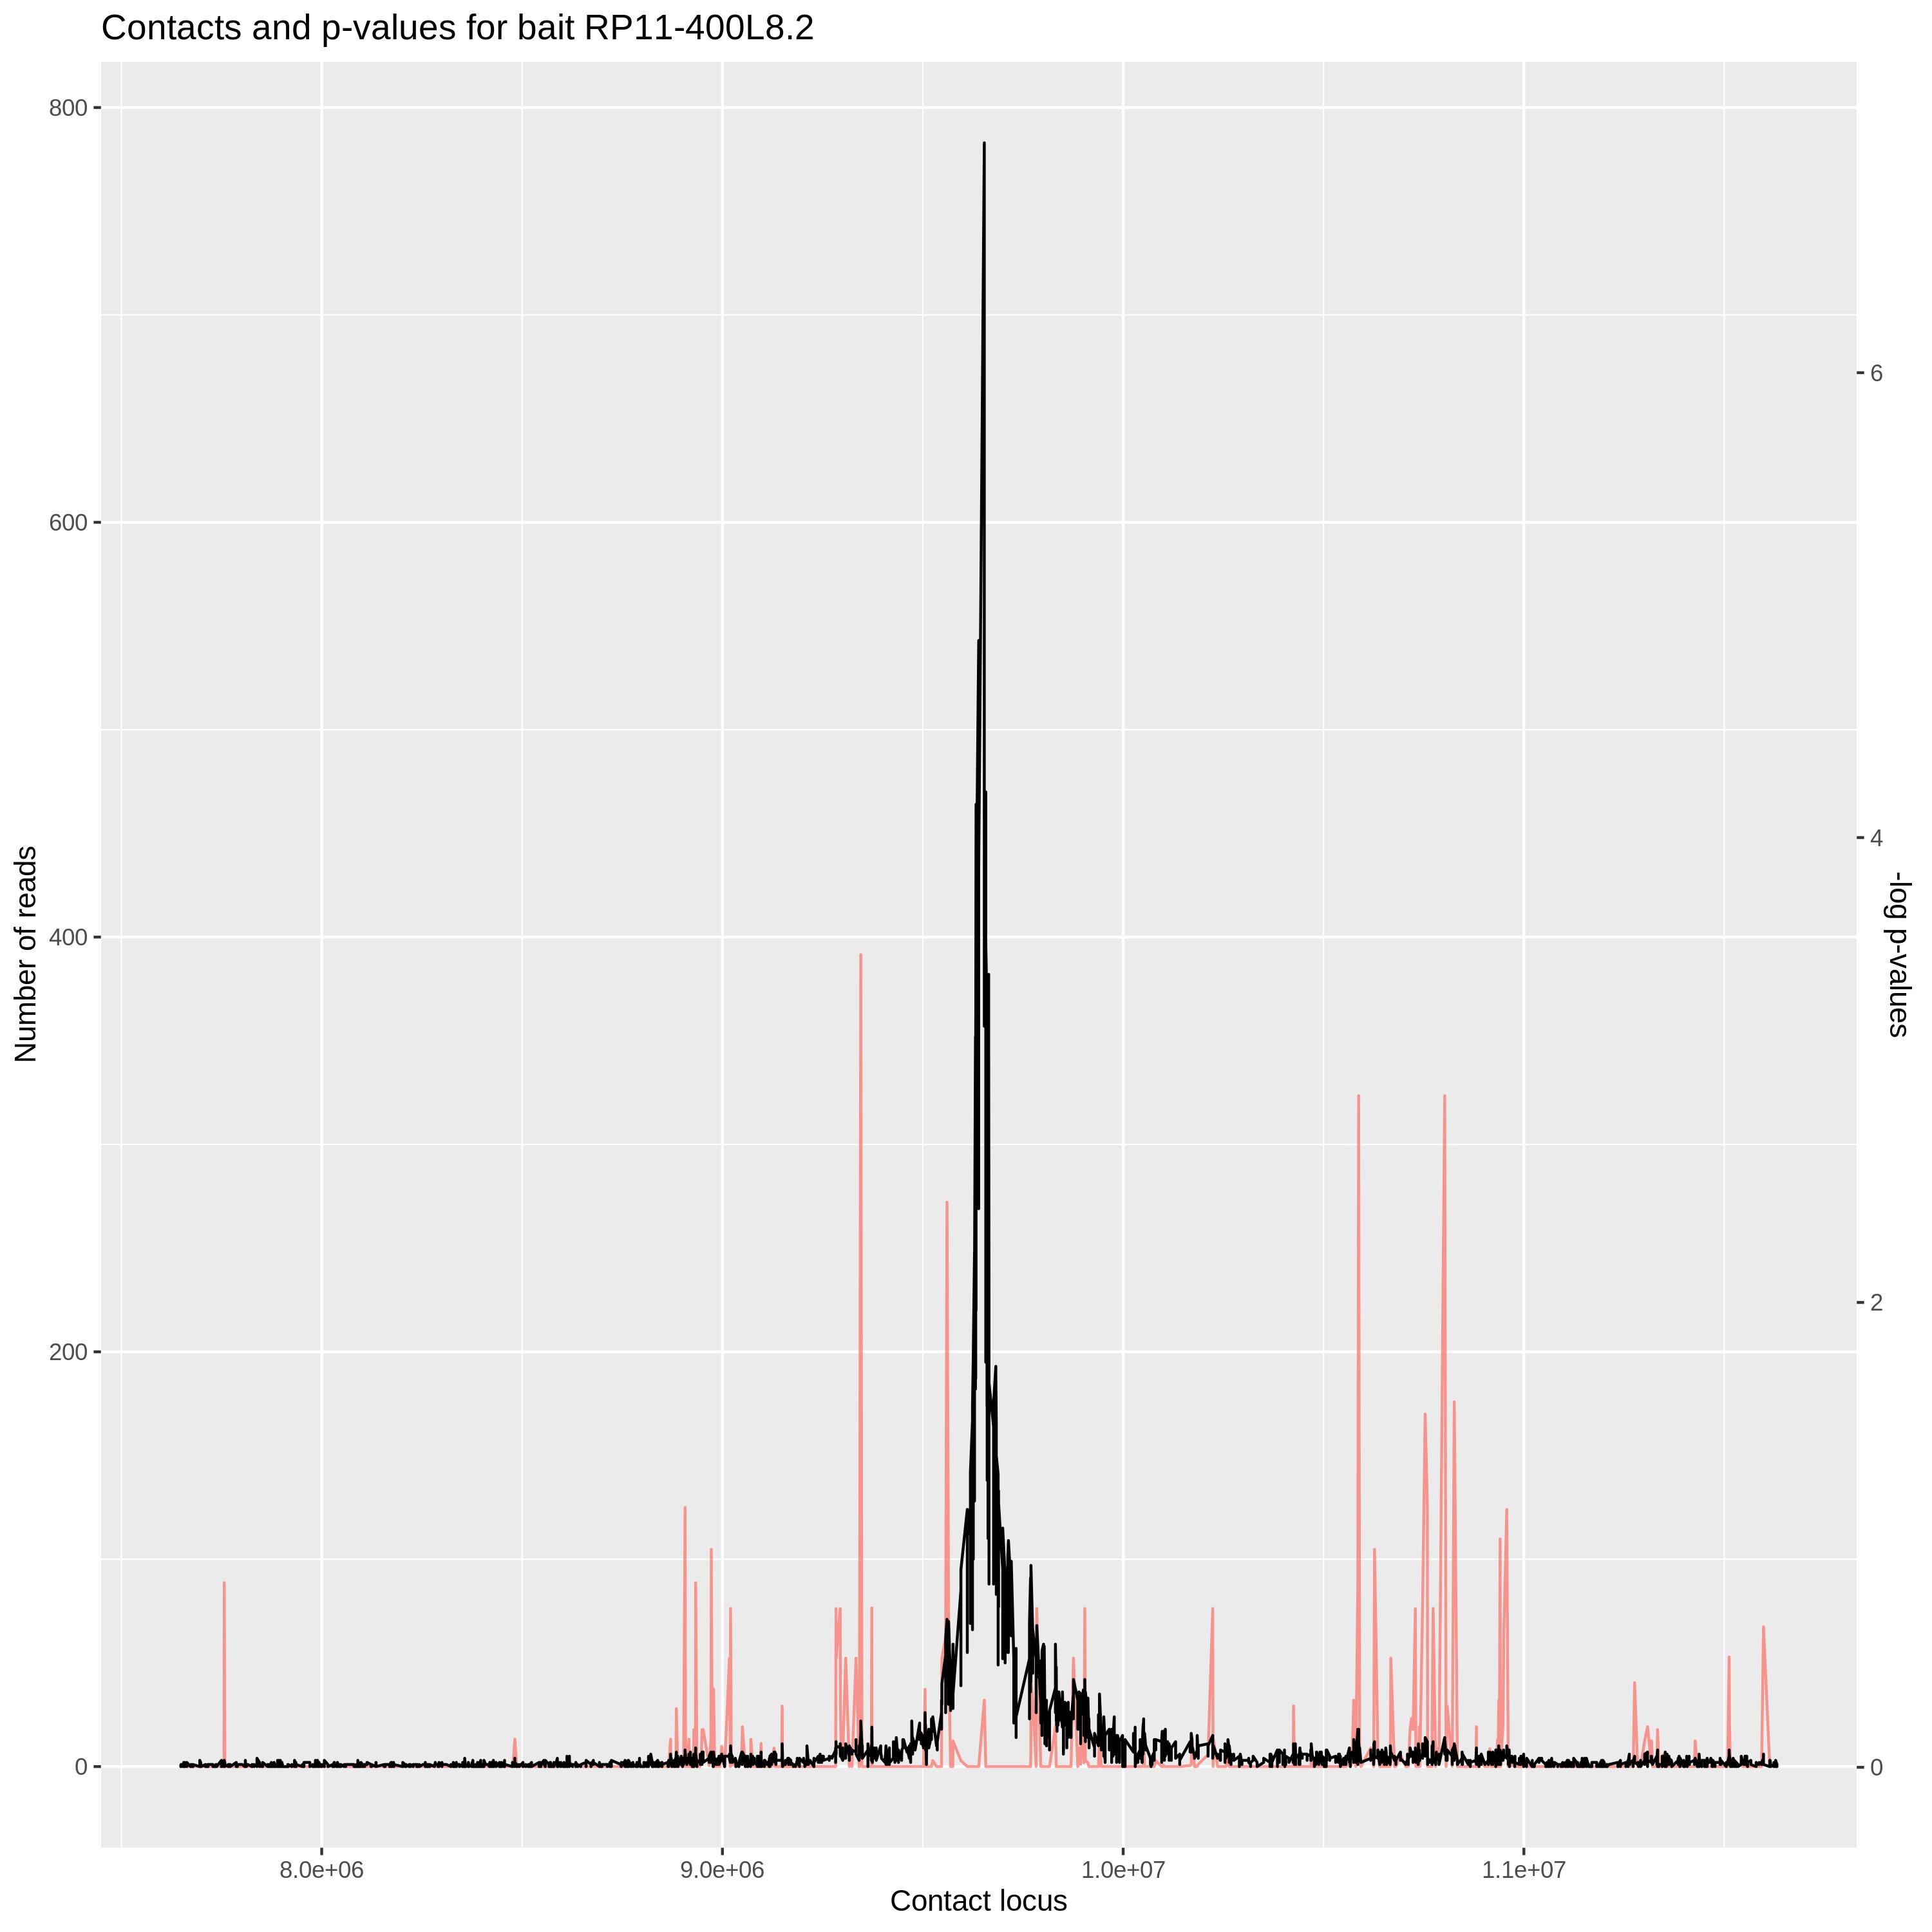 Contacts and p-values for bait RP11-400L8.2
800
600
400
200
0
Number of reads
6
4
2
0
-log p-values
8.0e+06
9.0e+06
1.0e+07
1.1e+07
Contact locus